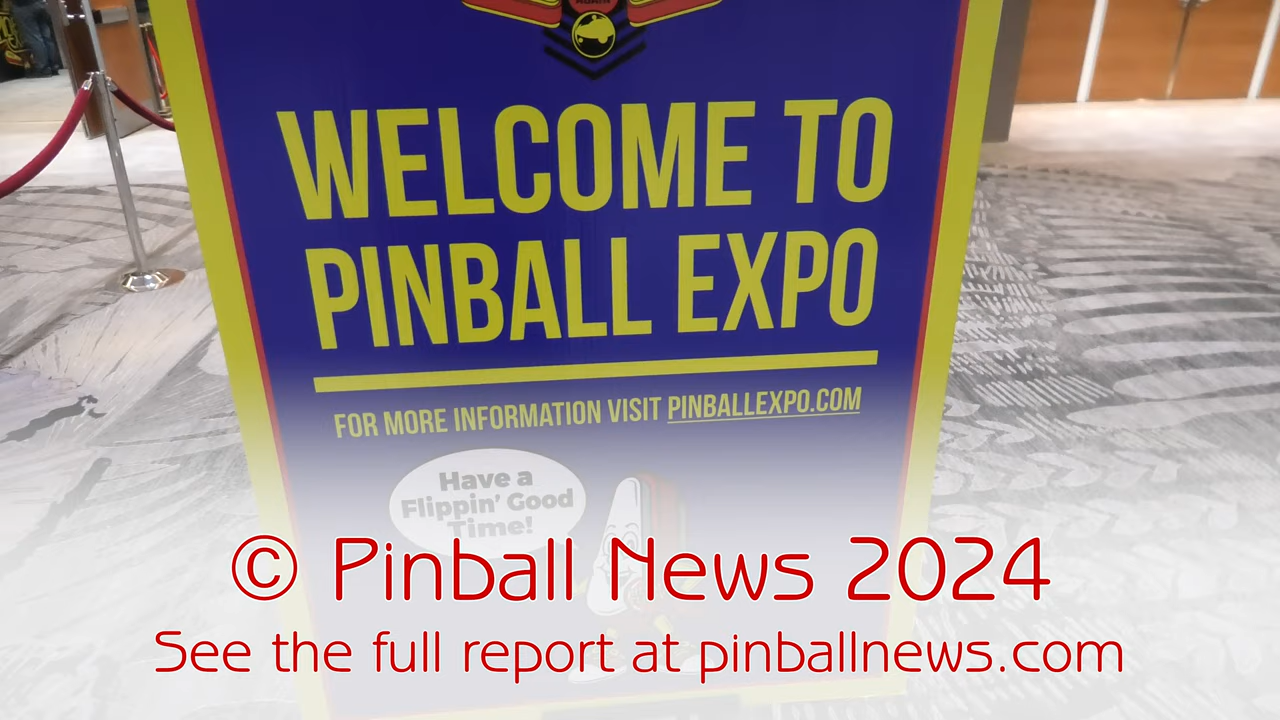 WELCOME TO
PINBALL EXPO
FOR MORE INFORMATION VISIT PINBALLEXPO.COM
Have a
Flippin' Good
Time!
© Pinball News 2024
See the full report at pinballnews.com